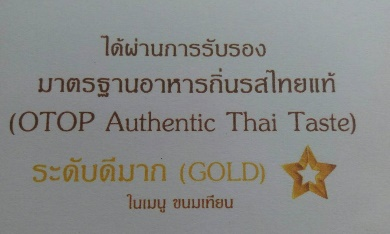 ได้ผ่านการรับรอง
มาตรฐานอาหารถิ่นรสไทยแท้
(OTOP Authentic Thai Taste)
ระดับดีมาก (GOLD)
ในเมนู ขนมเทียน